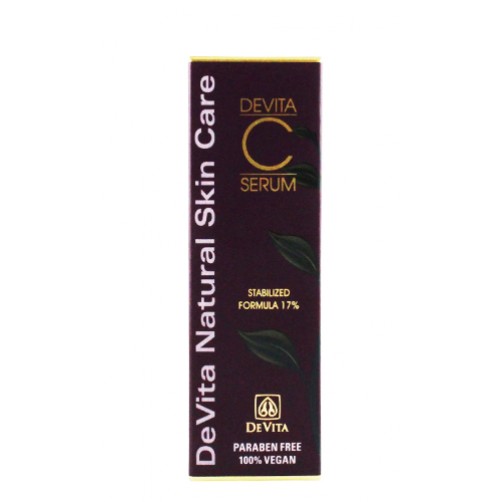 DeVita Natural Skin Care
DEVITA
C
SERUM
STABILIZED
FORMULA 17%
DEVITA
PARABEN FREE
100% VEGAN